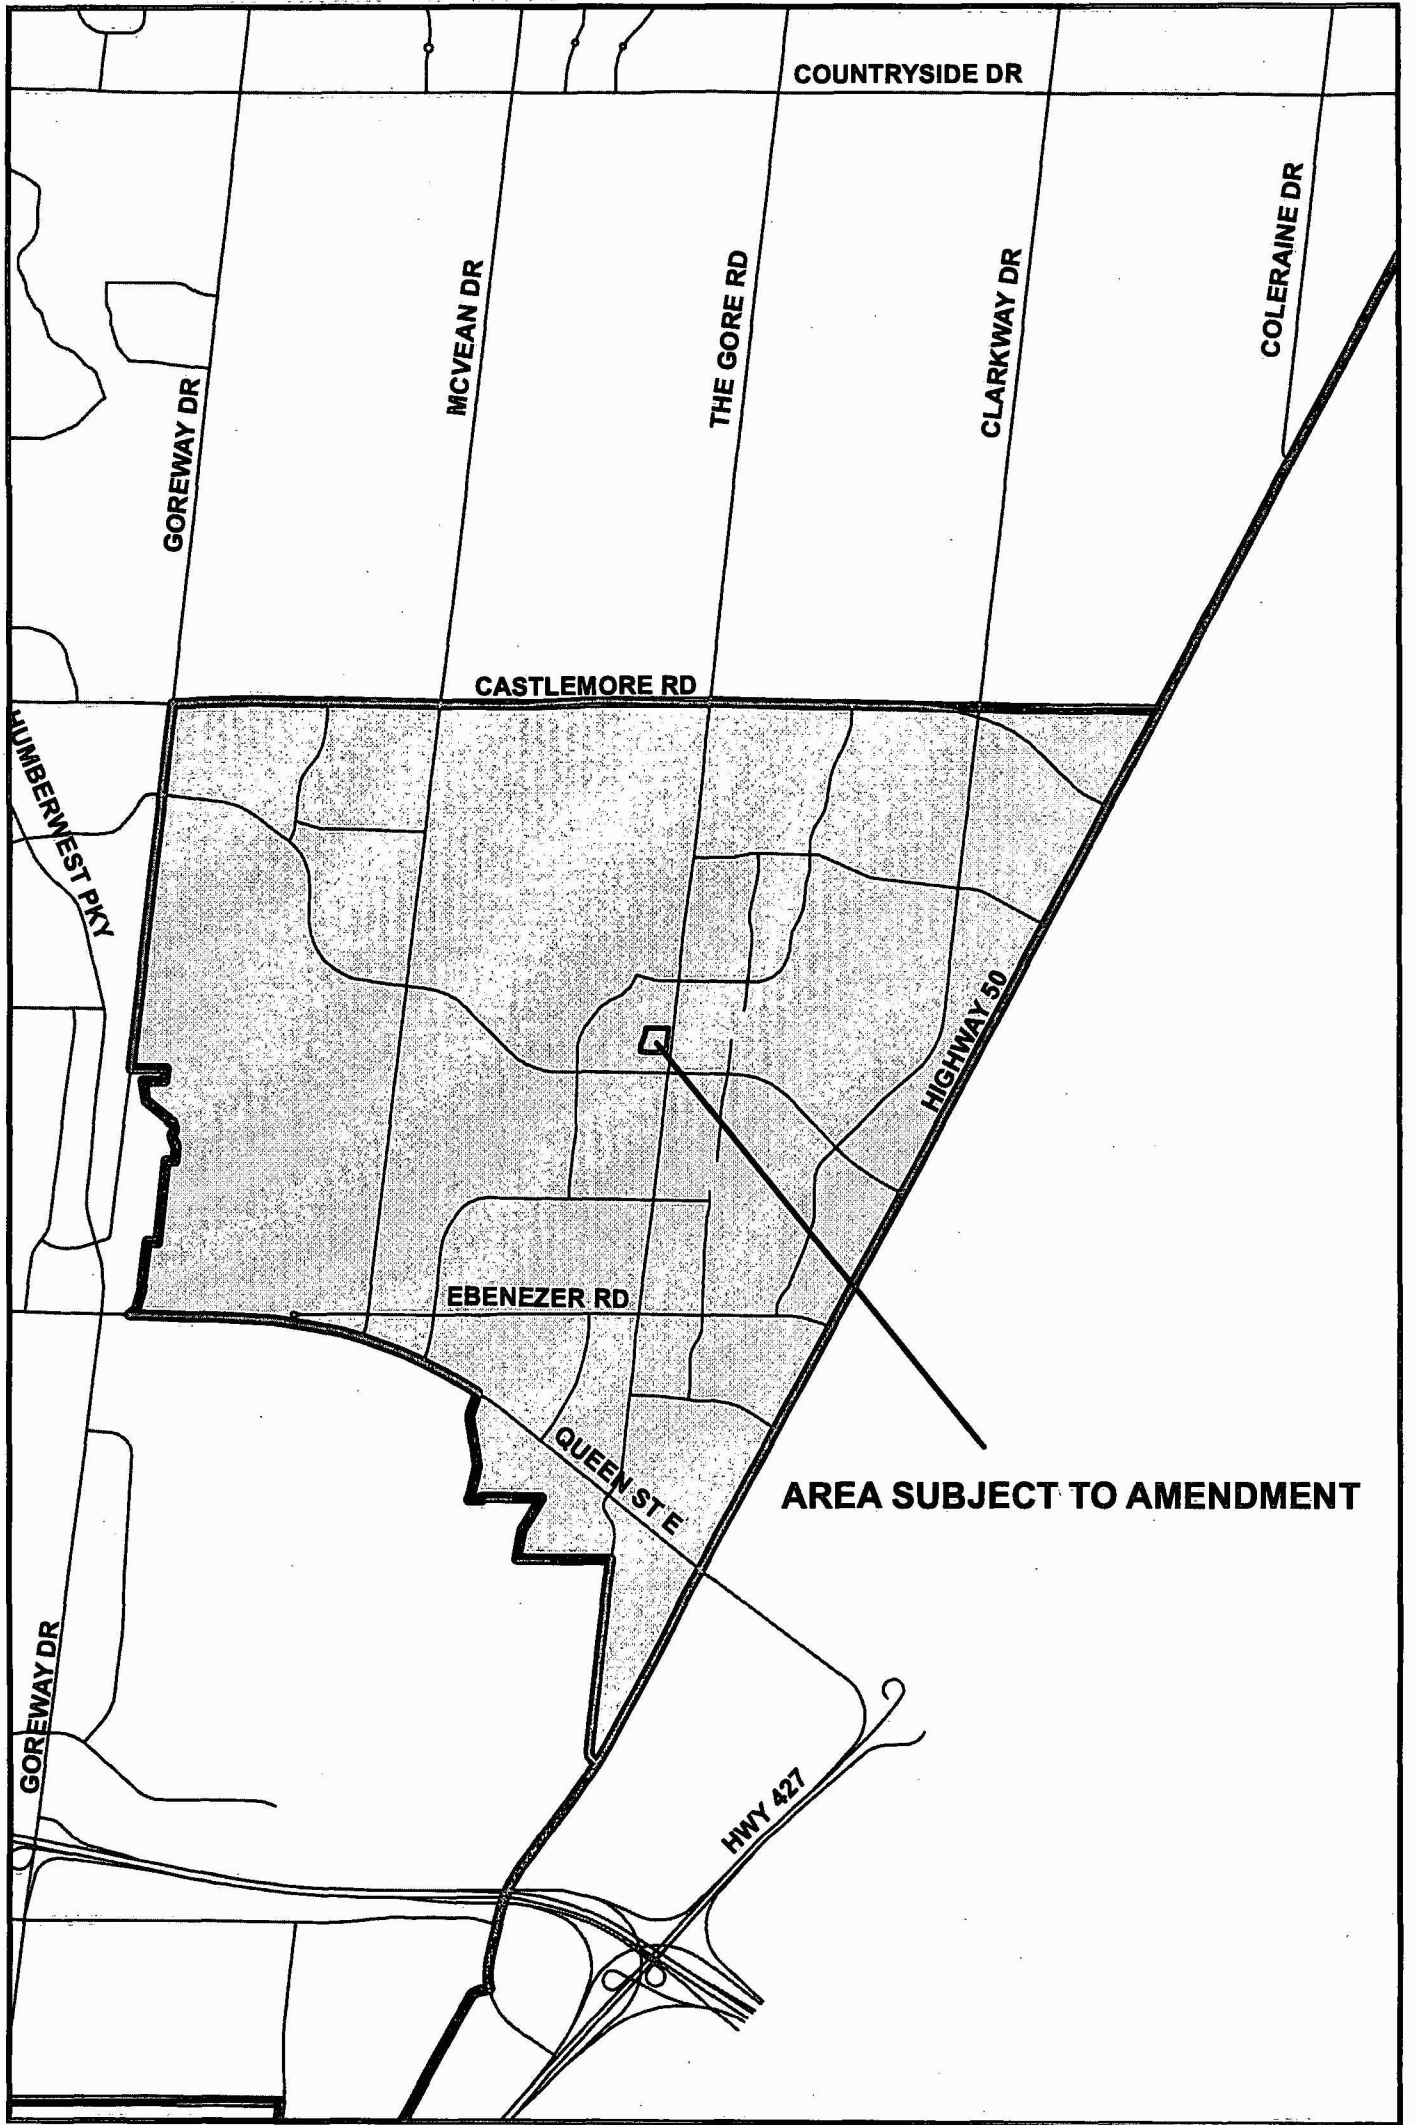 COUNTRYSIDE DR
COLERAINE DR
CLARKWAY DR
THE GORE RD
MCVEAN DR
GOREWAY DR
CASTLEMORE RD
HUMBERWEST PKY
HIGHWAY 50
EBENEZER RD
QUEEN ST E
AREA SUBJECT TO AMENDMENT
GOREWAY DR
HWY 427